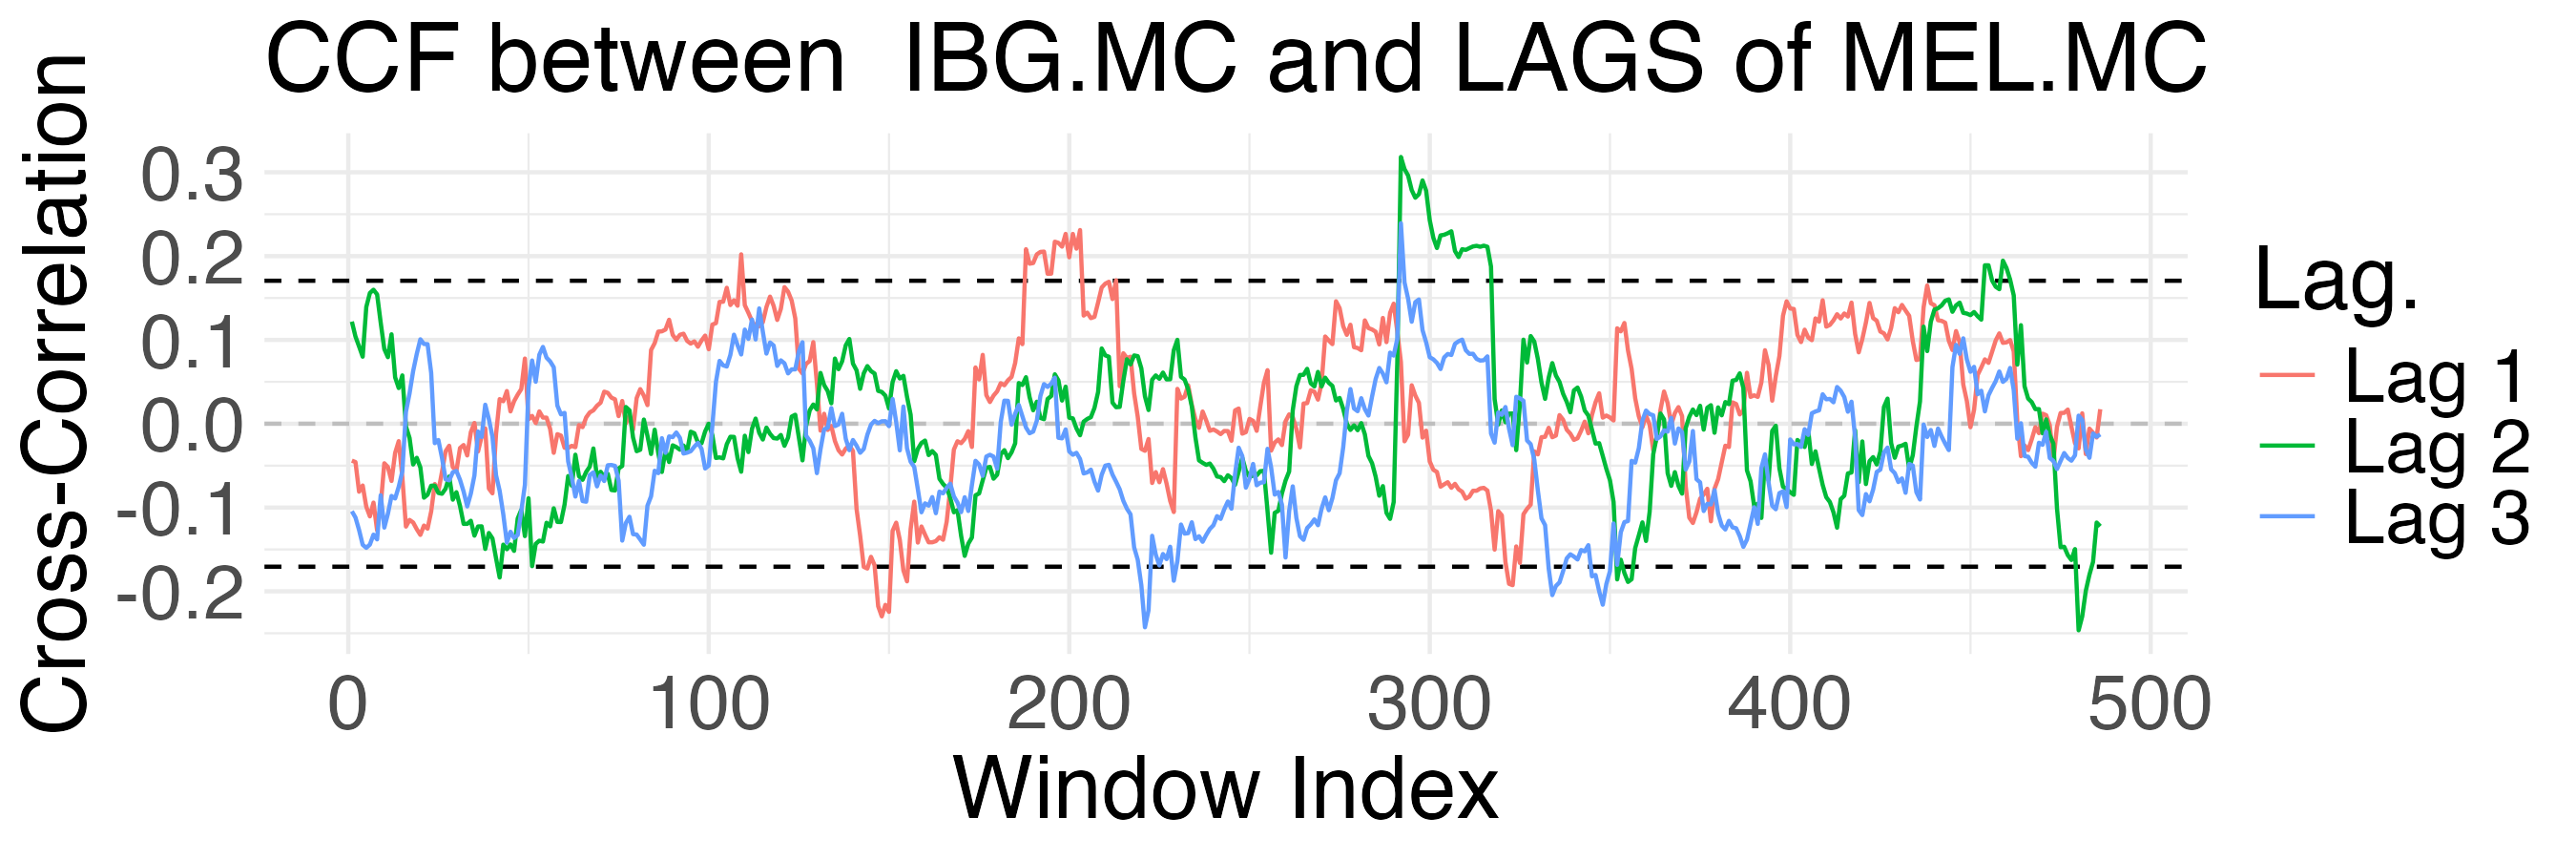 CCF between  IBG.MC and LAGS of MEL.MC
Cross-Correlation
0.3
0.2
0.1
0.0
-0.1
-0.2
0 100 200 300 400 500
Window Index
Lag.
Lag 1
Lag 2
Lag 3